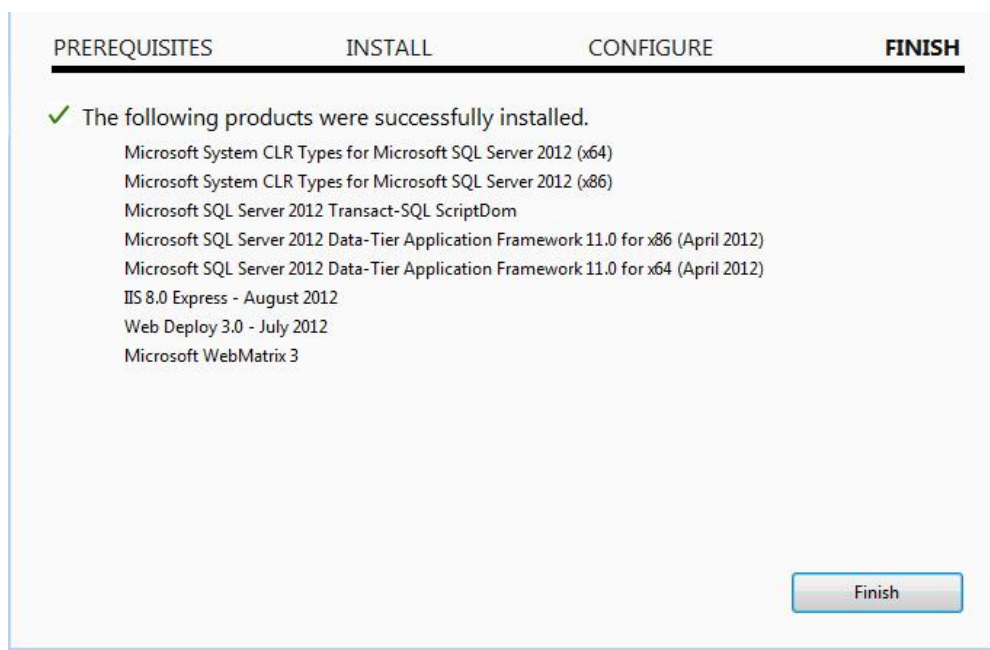 PREREQUISITES INSTALL CONFIGURE FINISH
The following products were successfully installed.
Microsoft System CLR Types for Microsoft SQL Server 2012 (x64)
Microsoft System CLR Types for Microsoft SQL Server 2012 (x86)
Microsoft SQL Server 2012 Transact-SQL ScriptDom
Microsoft SQL Server 2012 Data-Tier Application Framework 11.0 for x86 (April 2012)
Microsoft SQL Server 2012 Data-Tier Application Framework 11.0 for x64 (April 2012)
IIS 8.0 Express - August 2012
Web Deploy 3.0 - July 2012
Microsoft WebMatrix 3
Finish